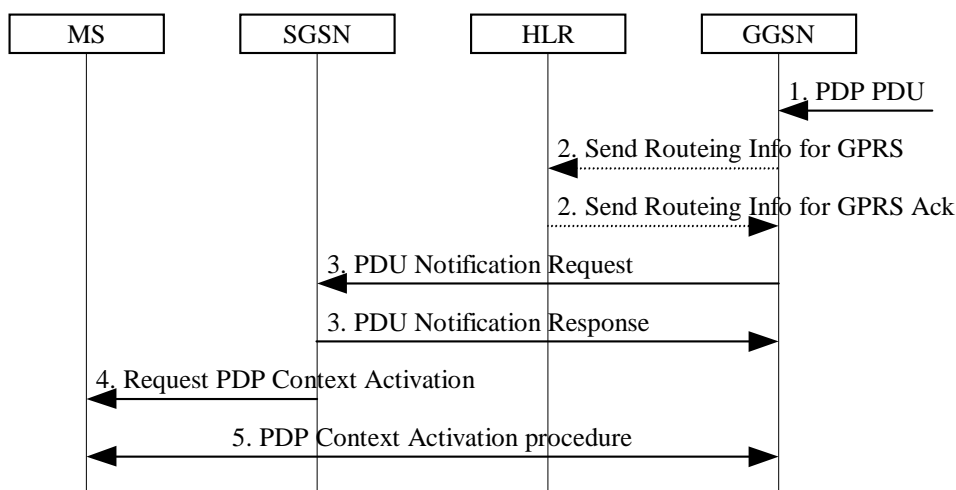 MS SGSN HLR GGSN
1. PDP PDU
2. Send Routeing Info for GPRS
2. Send Routeing Info for GPRS Ack
3. PDU Notification Request
3. PDU Notification Response
4. Request PDP Context Activation
5. PDP Context Activation procedure